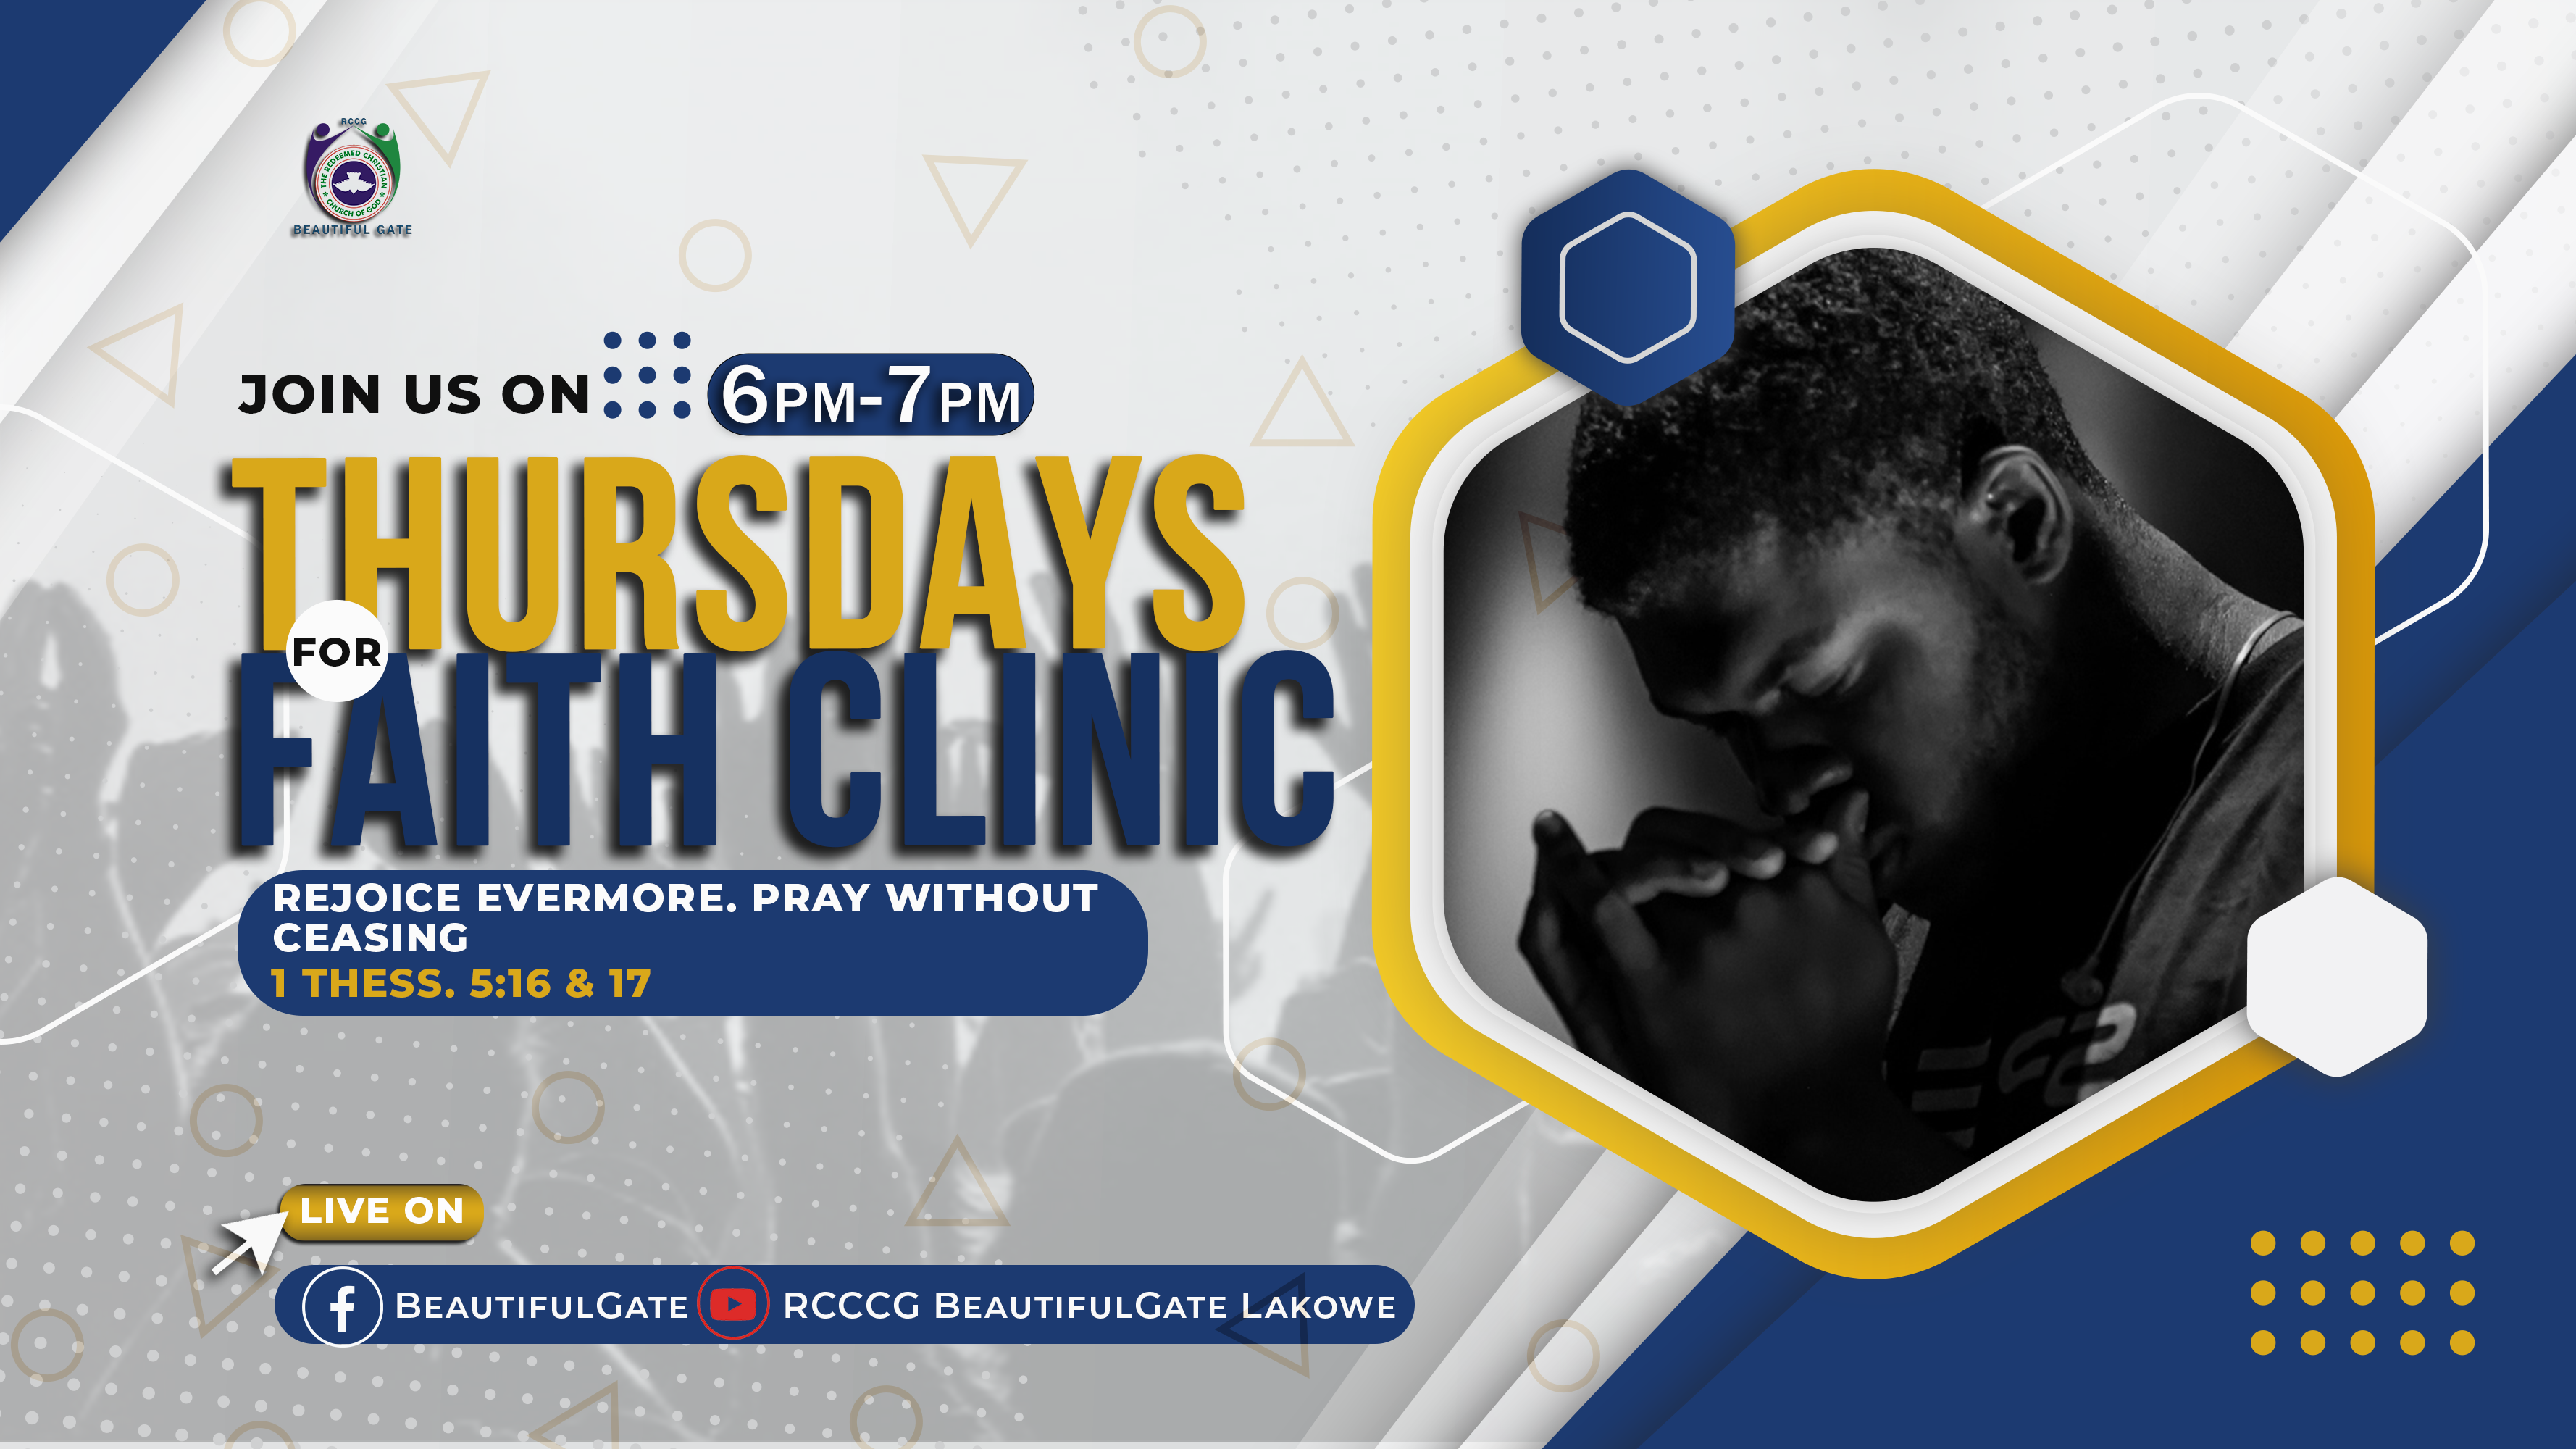 RCCG
THE REDEEMED CHRISTIAN
CHURCH OF GOD
BEAUTIFUL GATE
JOIN US ON
6PM-7PM
THURSDAYS
FOR
FAITH CLINIC
REJOICE EVERMORE. PRAY WITHOUT
CEASING
1 THESS. 5:16 & 17
LIVE ON
BEAUTIFULGATE
RCCCG BEAUTIFULGATE LAKOWE